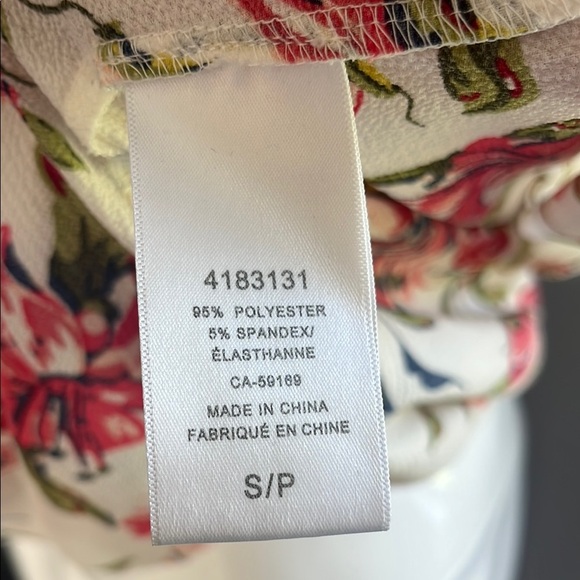 4183131
95% POLYESTER
5% SPANDEX/
ÉLASTHANNE
CA-59169
MADE IN CHINA
FABRIQUÉ EN CHINE
S/P